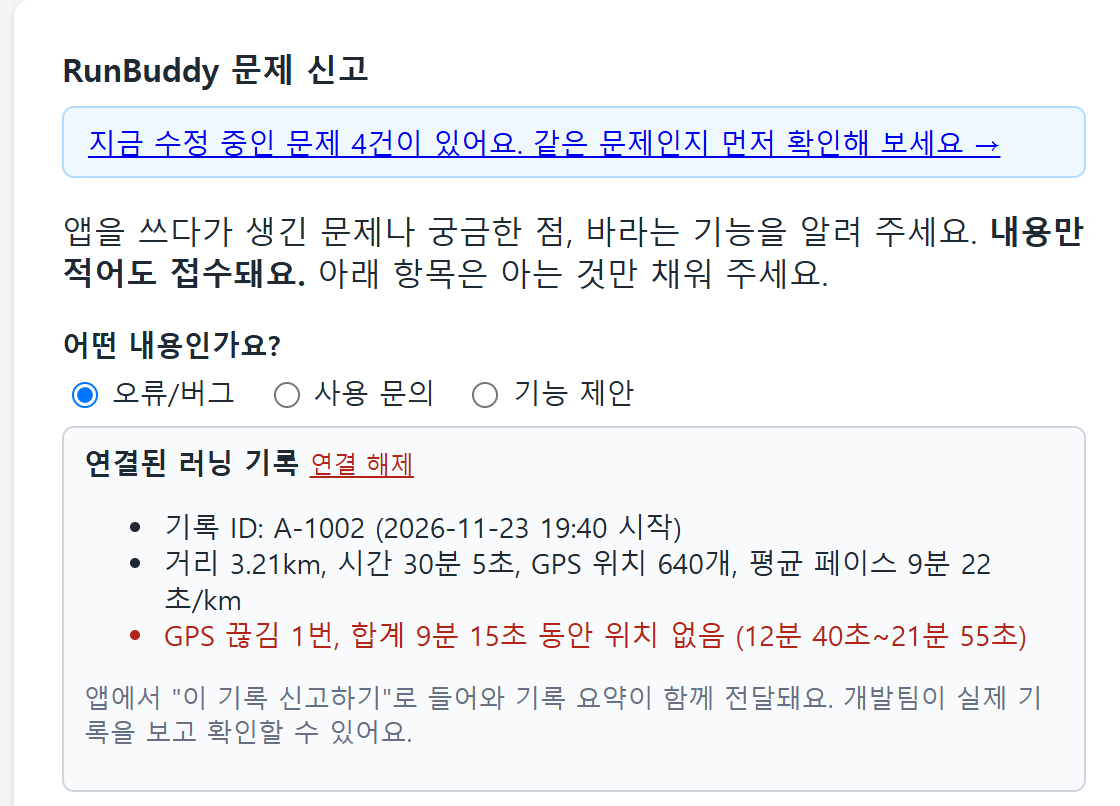 RunBuddy 문제 신고
지금 수정 중인 문제 4건이 있어요. 같은 문제인지 먼저 확인해 보세요 →
앱을 쓰다가 생긴 문제나 궁금한 점, 바라는 기능을 알려 주세요. 내용만
적어도 접수돼요. 아래 항목은 아는 것만 채워 주세요.
어떤 내용인가요?
오류/버그 사용 문의 기능 제안
연결된 러닝 기록 연결 해제
• 기록 ID: A-1002 (2026-11-23 19:40 시작)
• 거리 3.21km, 시간 30분 5초, GPS 위치 640개, 평균 페이스 9분 22
초/km
• GPS 끊김 1번, 합계 9분 15초 동안 위치 없음 (12분 40초~21분 55초)
앱에서 "이 기록 신고하기"로 들어와 기록 요약이 함께 전달돼요. 개발팀이 실제 기
록을 보고 확인할 수 있어요.